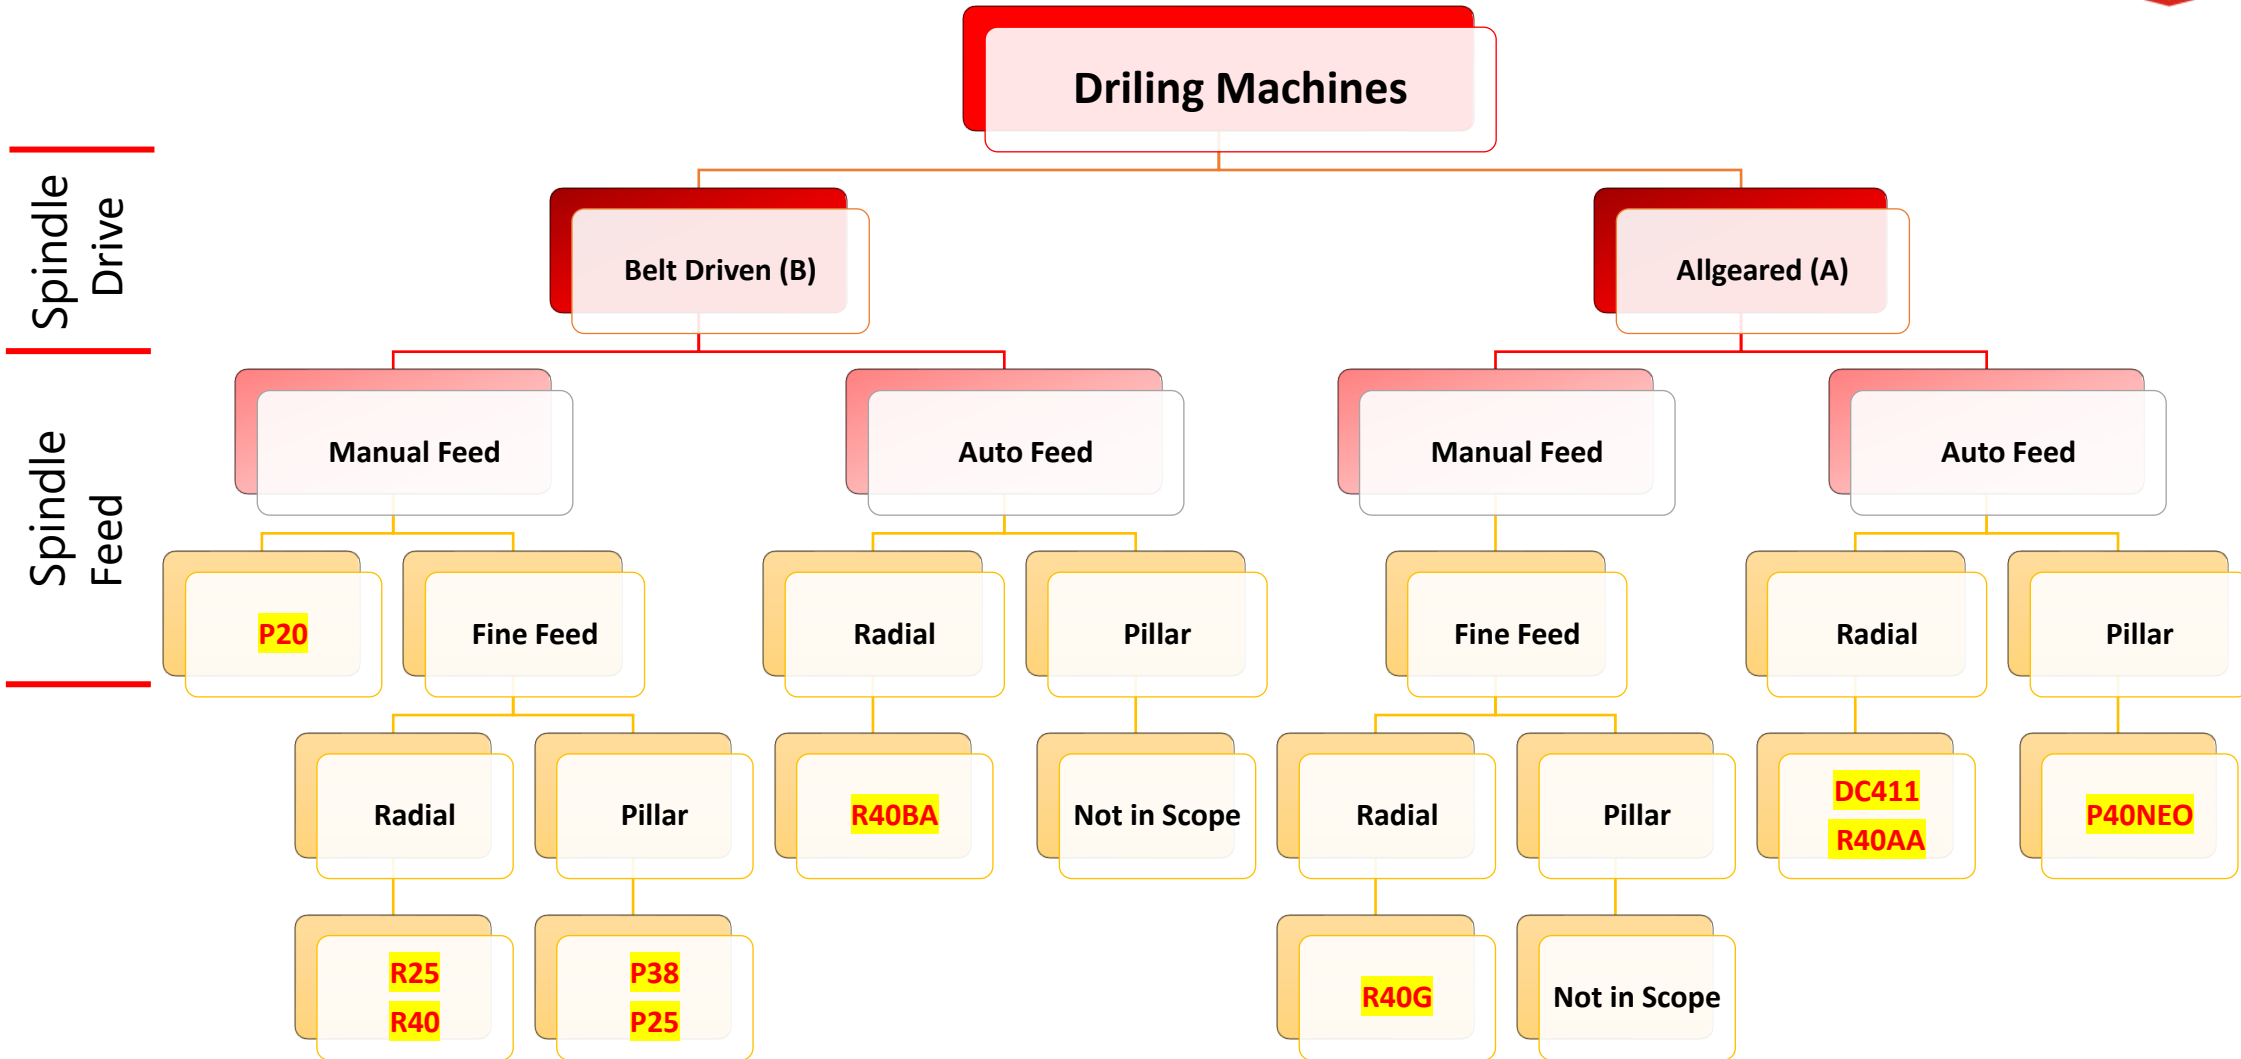 Driling Machines
Spindle
Drive
Belt Driven (B)
Allgeared (A)
Spindle
Feed
Manual Feed
Auto Feed
Manual Feed
Auto Feed
P20
Fine Feed
Radial
Pillar
Fine Feed
Radial
Pillar
Radial
Pillar
R40BA
Not in Scope
Radial
Pillar
DC411
R40AA
P40NEO
R25
R40
P38
P25
R40G
Not in Scope